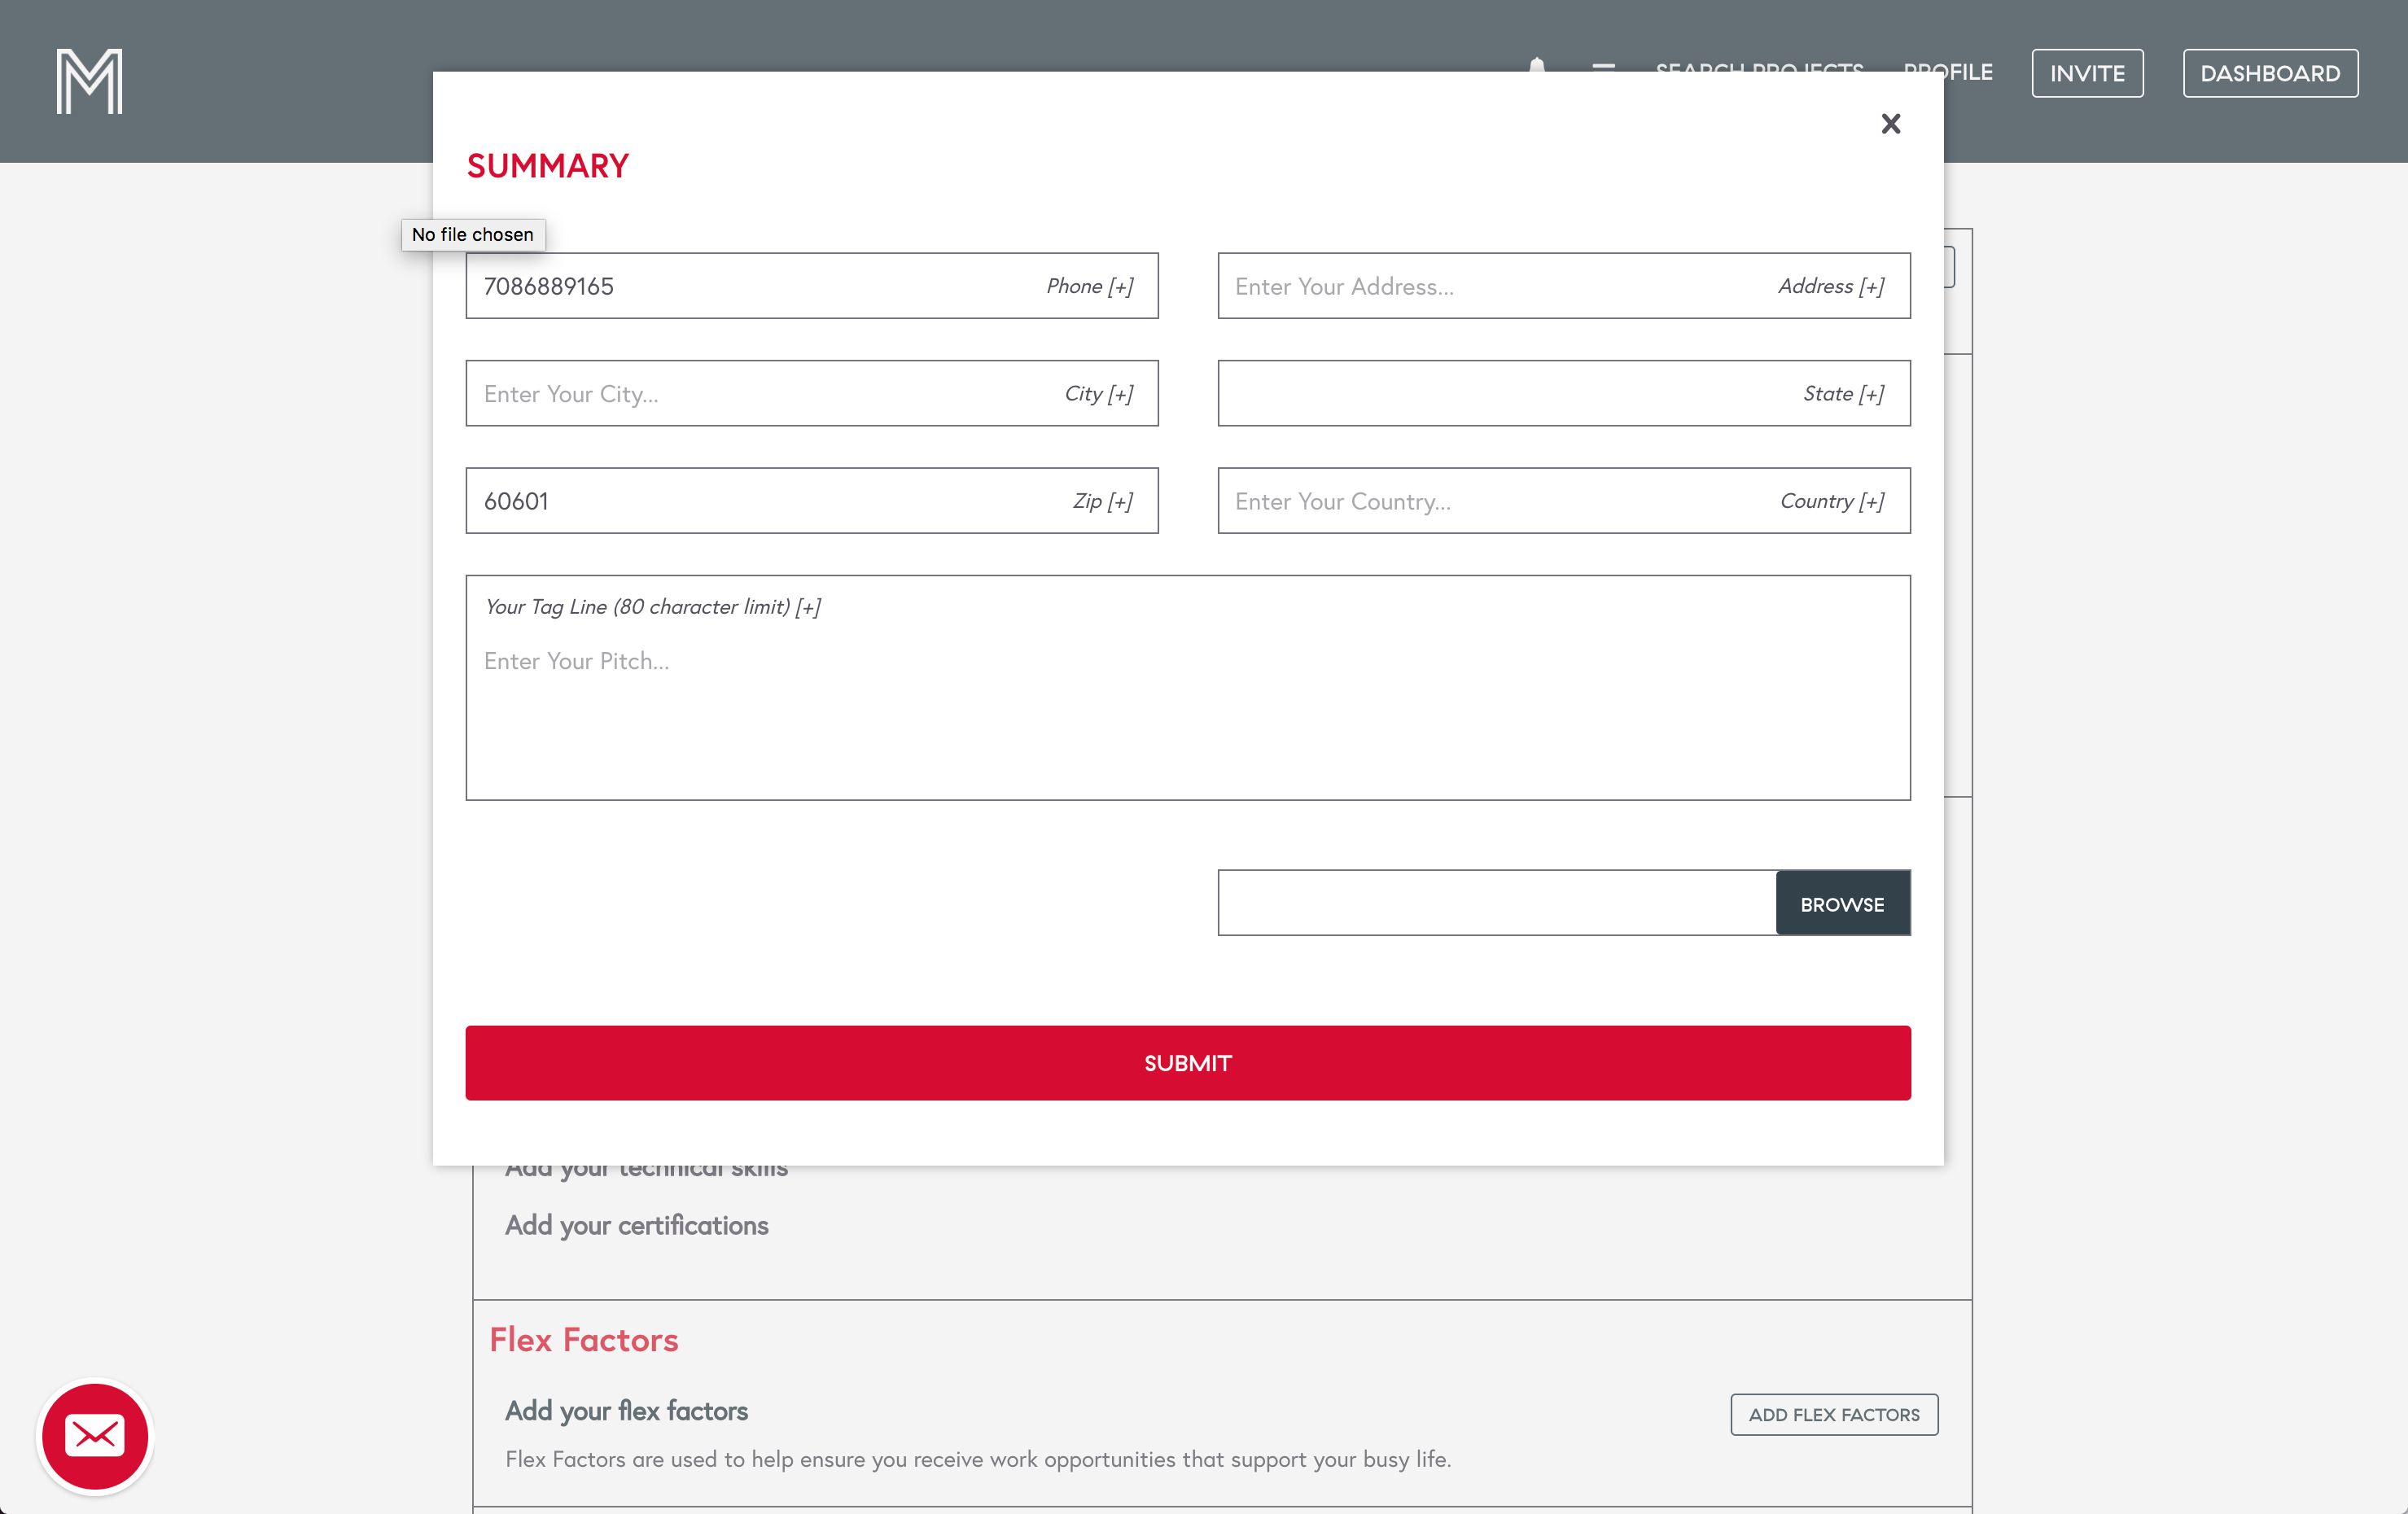 M
SEARCH PROJECTS PROFILE INVITE DASHBOARD
SUMMARY
No file chosen
7086889165 Phone [+]
Enter Your Address... Address [+]
Enter Your City... City [+]
State [+]
60601 Zip [+]
Enter Your Country... Country [+]
Your Tag Line (80 character limit) [+]
Enter Your Pitch...
BROWSE
SUBMIT
Add your technical skills
Add your certifications
Flex Factors
Add your flex factors
ADD FLEX FACTORS
Flex Factors are used to help ensure you receive work opportunities that support your busy life.